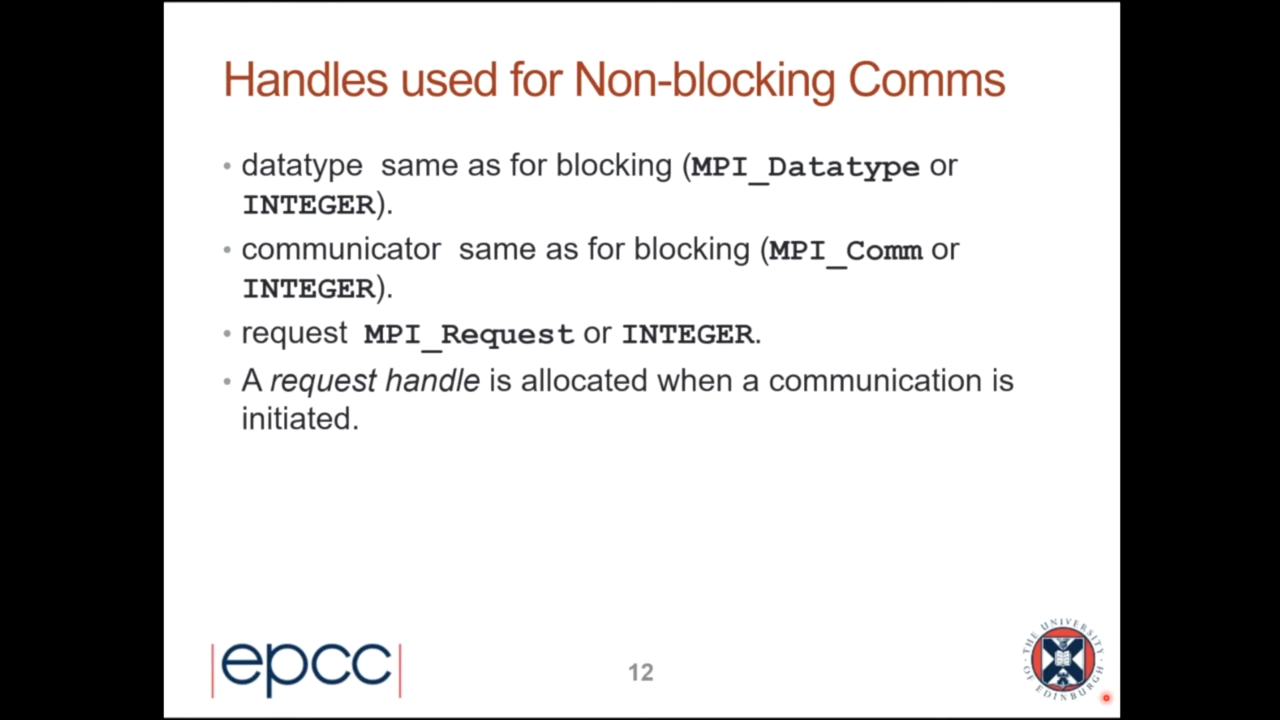 Handles used for Non-blocking Comms
• datatype same as for blocking (MPI_Datatype or
INTEGER).
• communicator same as for blocking (MPI_Comm or
INTEGER).
• request MPI_Request or INTEGER.
• A request handle is allocated when a communication is
initiated.
|epcc|
12
THE UNIVERSITY
OF EDINBURGH